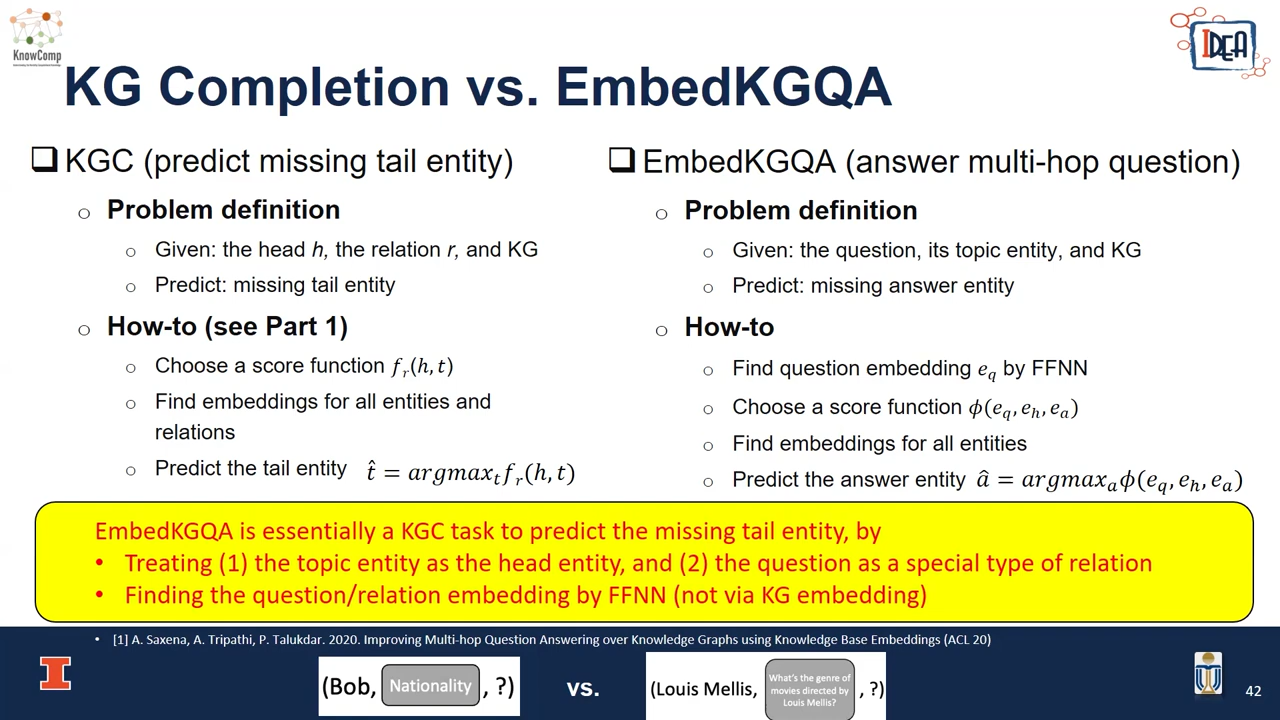 KnowComp
IDEA
KG Completion vs. EmbedKGQA
❑ KGC (predict missing tail entity)
○ Problem definition
○ Given: the head h, the relation r, and KG
○ Predict: missing tail entity
○ How-to (see Part 1)
○ Choose a score function fᵣ(h, t)
○ Find embeddings for all entities and
relations
○ Predict the tail entity t̂ = argmaxₜfᵣ(h, t)
❑ EmbedKGQA (answer multi-hop question)
○ Problem definition
○ Given: the question, its topic entity, and KG
○ Predict: missing answer entity
○ How-to
○ Find question embedding e_q by FFNN
○ Choose a score function ϕ(e_q, e_h, e_a)
○ Find embeddings for all entities
○ Predict the answer entity â = argmaxₐϕ(e_q, e_h, e_a)
EmbedKGQA is essentially a KGC task to predict the missing tail entity, by
• Treating (1) the topic entity as the head entity, and (2) the question as a special type of relation
• Finding the question/relation embedding by FFNN (not via KG embedding)
• [1] A. Saxena, A. Tripathi, P. Talukdar. 2020. Improving Multi-hop Question Answering over Knowledge Graphs using Knowledge Base Embeddings (ACL 20)
(Bob, Nationality , ?)
vs.
(Louis Mellis, What's the genre of
movies directed by
Louis Mellis? , ?)
42